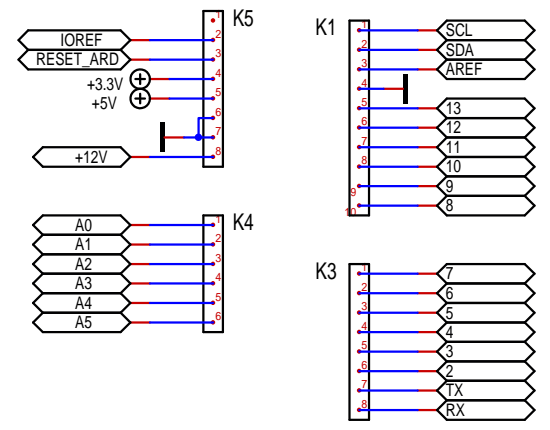 K5
1
IOREF 2
RESET_ARD 3
+3.3V 4
+5V 5
6
7
+12V 8
K4
A0 1
A1 2
A2 3
A3 4
A4 5
A5 6
K1
1 SCL
2 SDA
3 AREF
4
5 13
6 12
7 11
8 10
9 9
10 8
K3
1 7
2 6
3 5
4 4
5 3
6 2
7 TX
8 RX